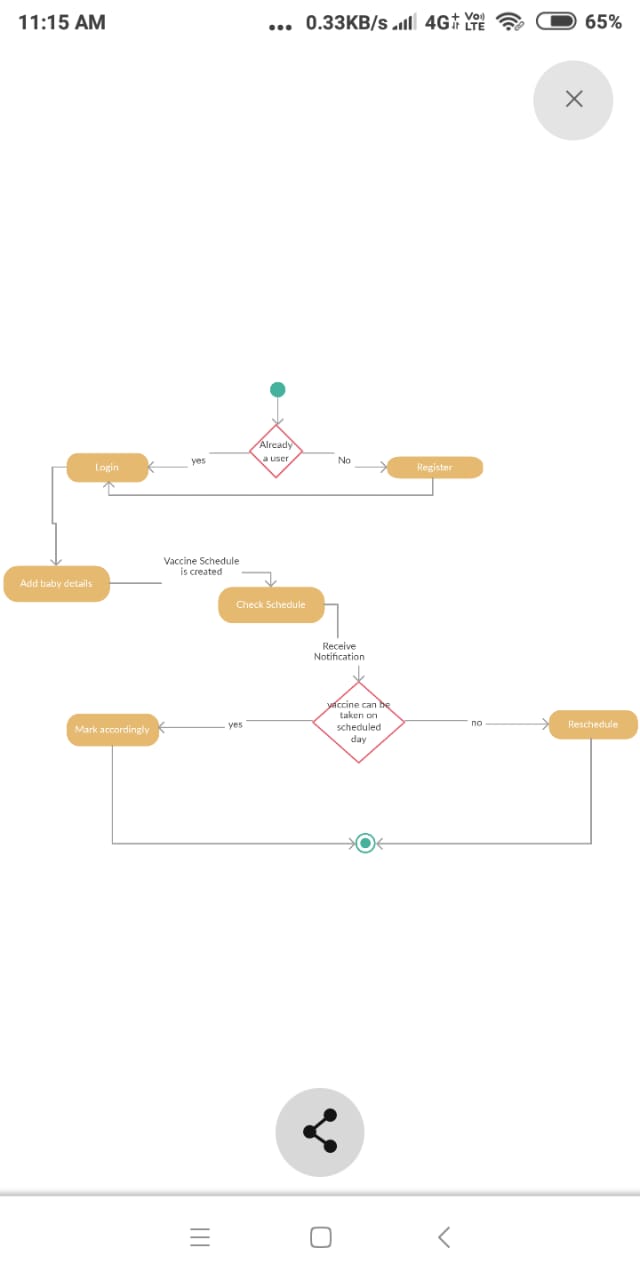 11:15 AM
... 0.33KB/s 4G+ Vo) LTE 65%
Already
a user
yes
No
Login
Register
Vaccine Schedule
is created
Add baby details
Check Schedule
Receive
Notification
vaccine can be
taken on
scheduled
day
yes
no
Mark accordingly
Reschedule